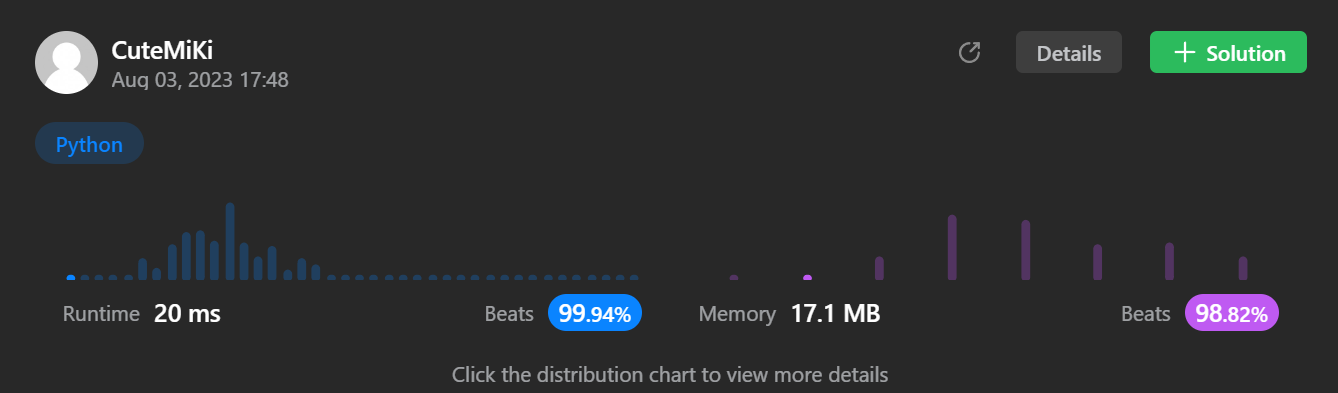 CuteMiKi
Aug 03, 2023 17:48
Details
Solution
Python
Runtime 20 ms Beats 99.94%
Memory 17.1 MB Beats 98.82%
Click the distribution chart to view more details